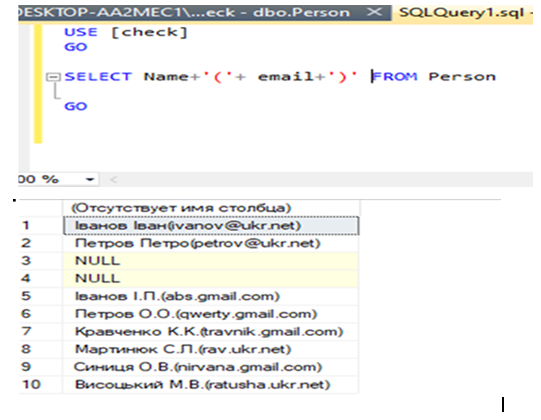 DESKTOP-AA2MEC1\...eck - dbo.Person × SQLQuery1.sql -
USE [check]
GO
SELECT Name+'('+ email+')' FROM Person
GO
00 %
(Отсутствует имя столбца)
1 Іванов Іван(ivanov@ukr.net)
2 Петров Петро(petrov@ukr.net)
3 NULL
4 NULL
5 Іванов І.П.(abs.gmail.com)
6 Петров О.О.(qwerty.gmail.com)
7 Кравченко К.К.(travnik.gmail.com)
8 Мартинюк С.Л.(rav.ukr.net)
9 Синиця О.В.(nirvana.gmail.com)
10 Висоцький М.В.(ratusha.ukr.net)